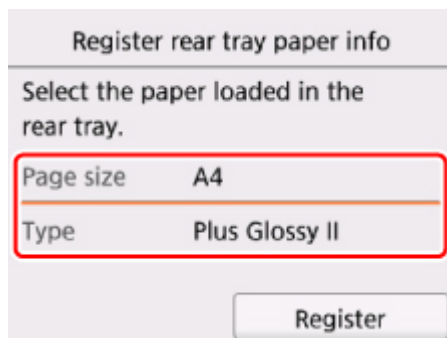 Register rear tray paper info
Select the paper loaded in the
rear tray.
Page size A4
Type Plus Glossy II
Register